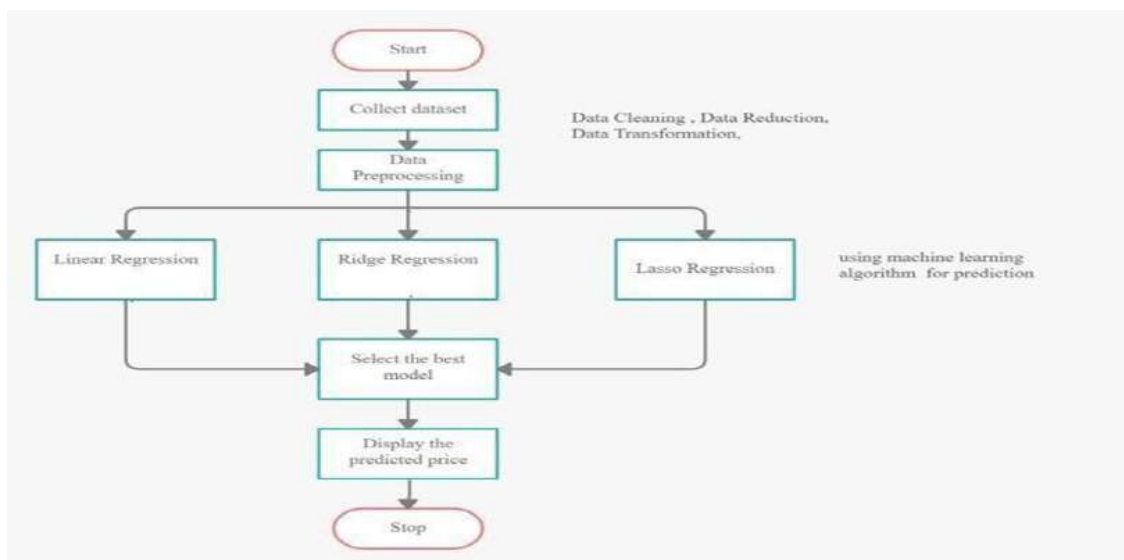 Start
Collect dataset
Data Cleaning , Data Reduction,
Data Transformation,
Data
Preprocessing
Linear Regression
Ridge Regression
Lasso Regression
using machine learning
algorithm for prediction
Select the best
model
Display the
predicted price
Stop